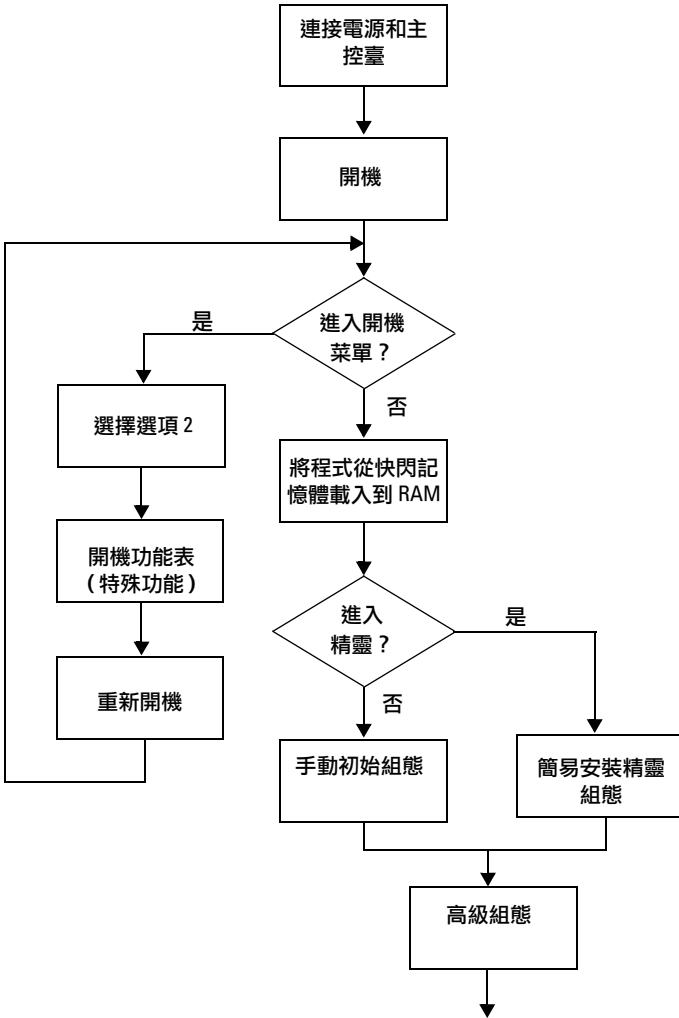 連接電源和主
控臺
開機
進入開機
菜單？
是
否
選擇選項 2
將程式從快閃記
憶體載入到 RAM
開機功能表
(特殊功能)
進入
精靈？
是
否
重新開機
手動初始組態
簡易安裝精靈
組態
高級組態